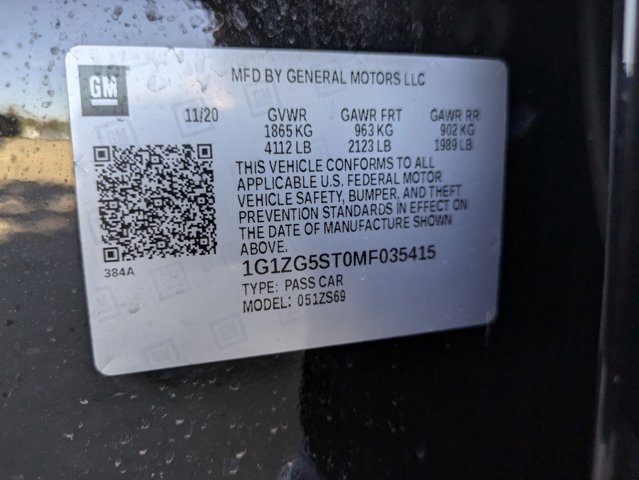 GM
MFD BY GENERAL MOTORS LLC
11/20 GVWR GAWR FRT GAWR RR
1865 KG 963 KG 902 KG
4112 LB 2123 LB 1989 LB
THIS VEHICLE CONFORMS TO ALL
APPLICABLE U.S. FEDERAL MOTOR
VEHICLE SAFETY, BUMPER, AND THEFT
PREVENTION STANDARDS IN EFFECT ON
THE DATE OF MANUFACTURE SHOWN
ABOVE.
384A
1G1ZG5ST0MF035415
TYPE: PASS CAR
MODEL: 051ZS69